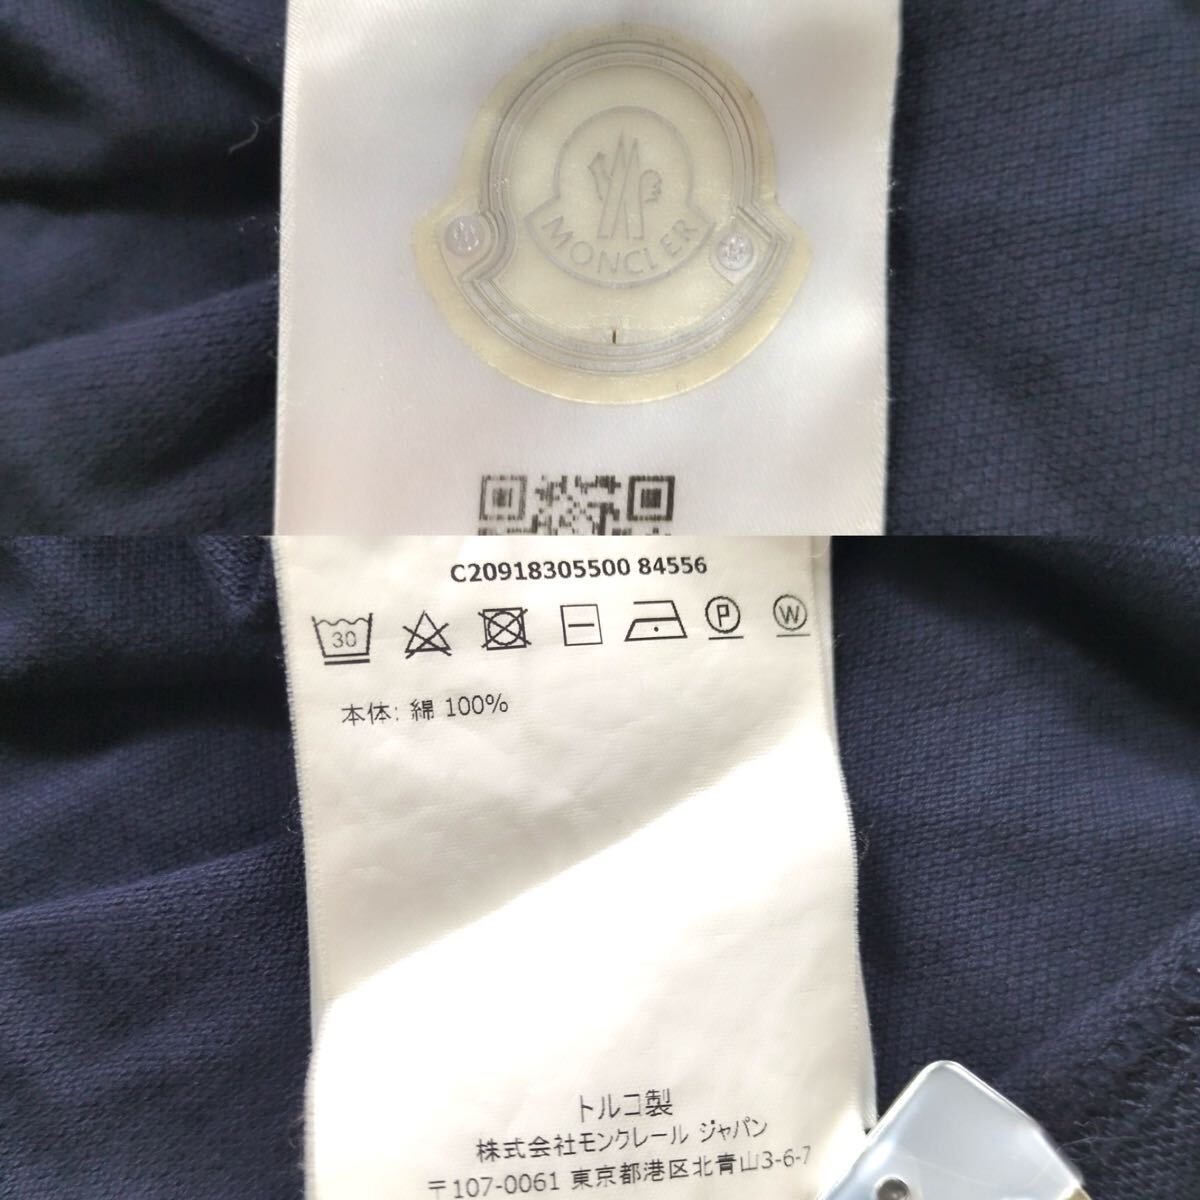 MONCLER
C20918305500 84556
30
P
W
本体: 綿 100%
トルコ製
株式会社モンクレール ジャパン
〒107-0061 東京都港区北青山3-6-7